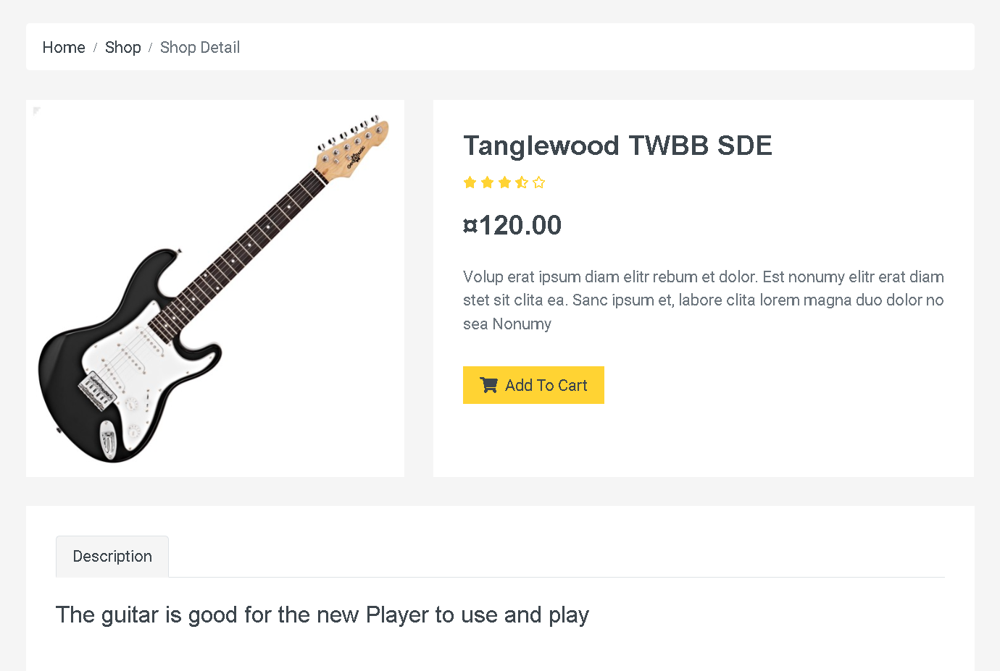 Home / Shop / Shop Detail
Tanglewood TWBB SDE
¤120.00
Volup erat ipsum diam elitr rebum et dolor. Est nonumy elitr erat diam
stet sit clita ea. Sanc ipsum et, labore clita lorem magna duo dolor no
sea Nonumy
Add To Cart
Description
The guitar is good for the new Player to use and play